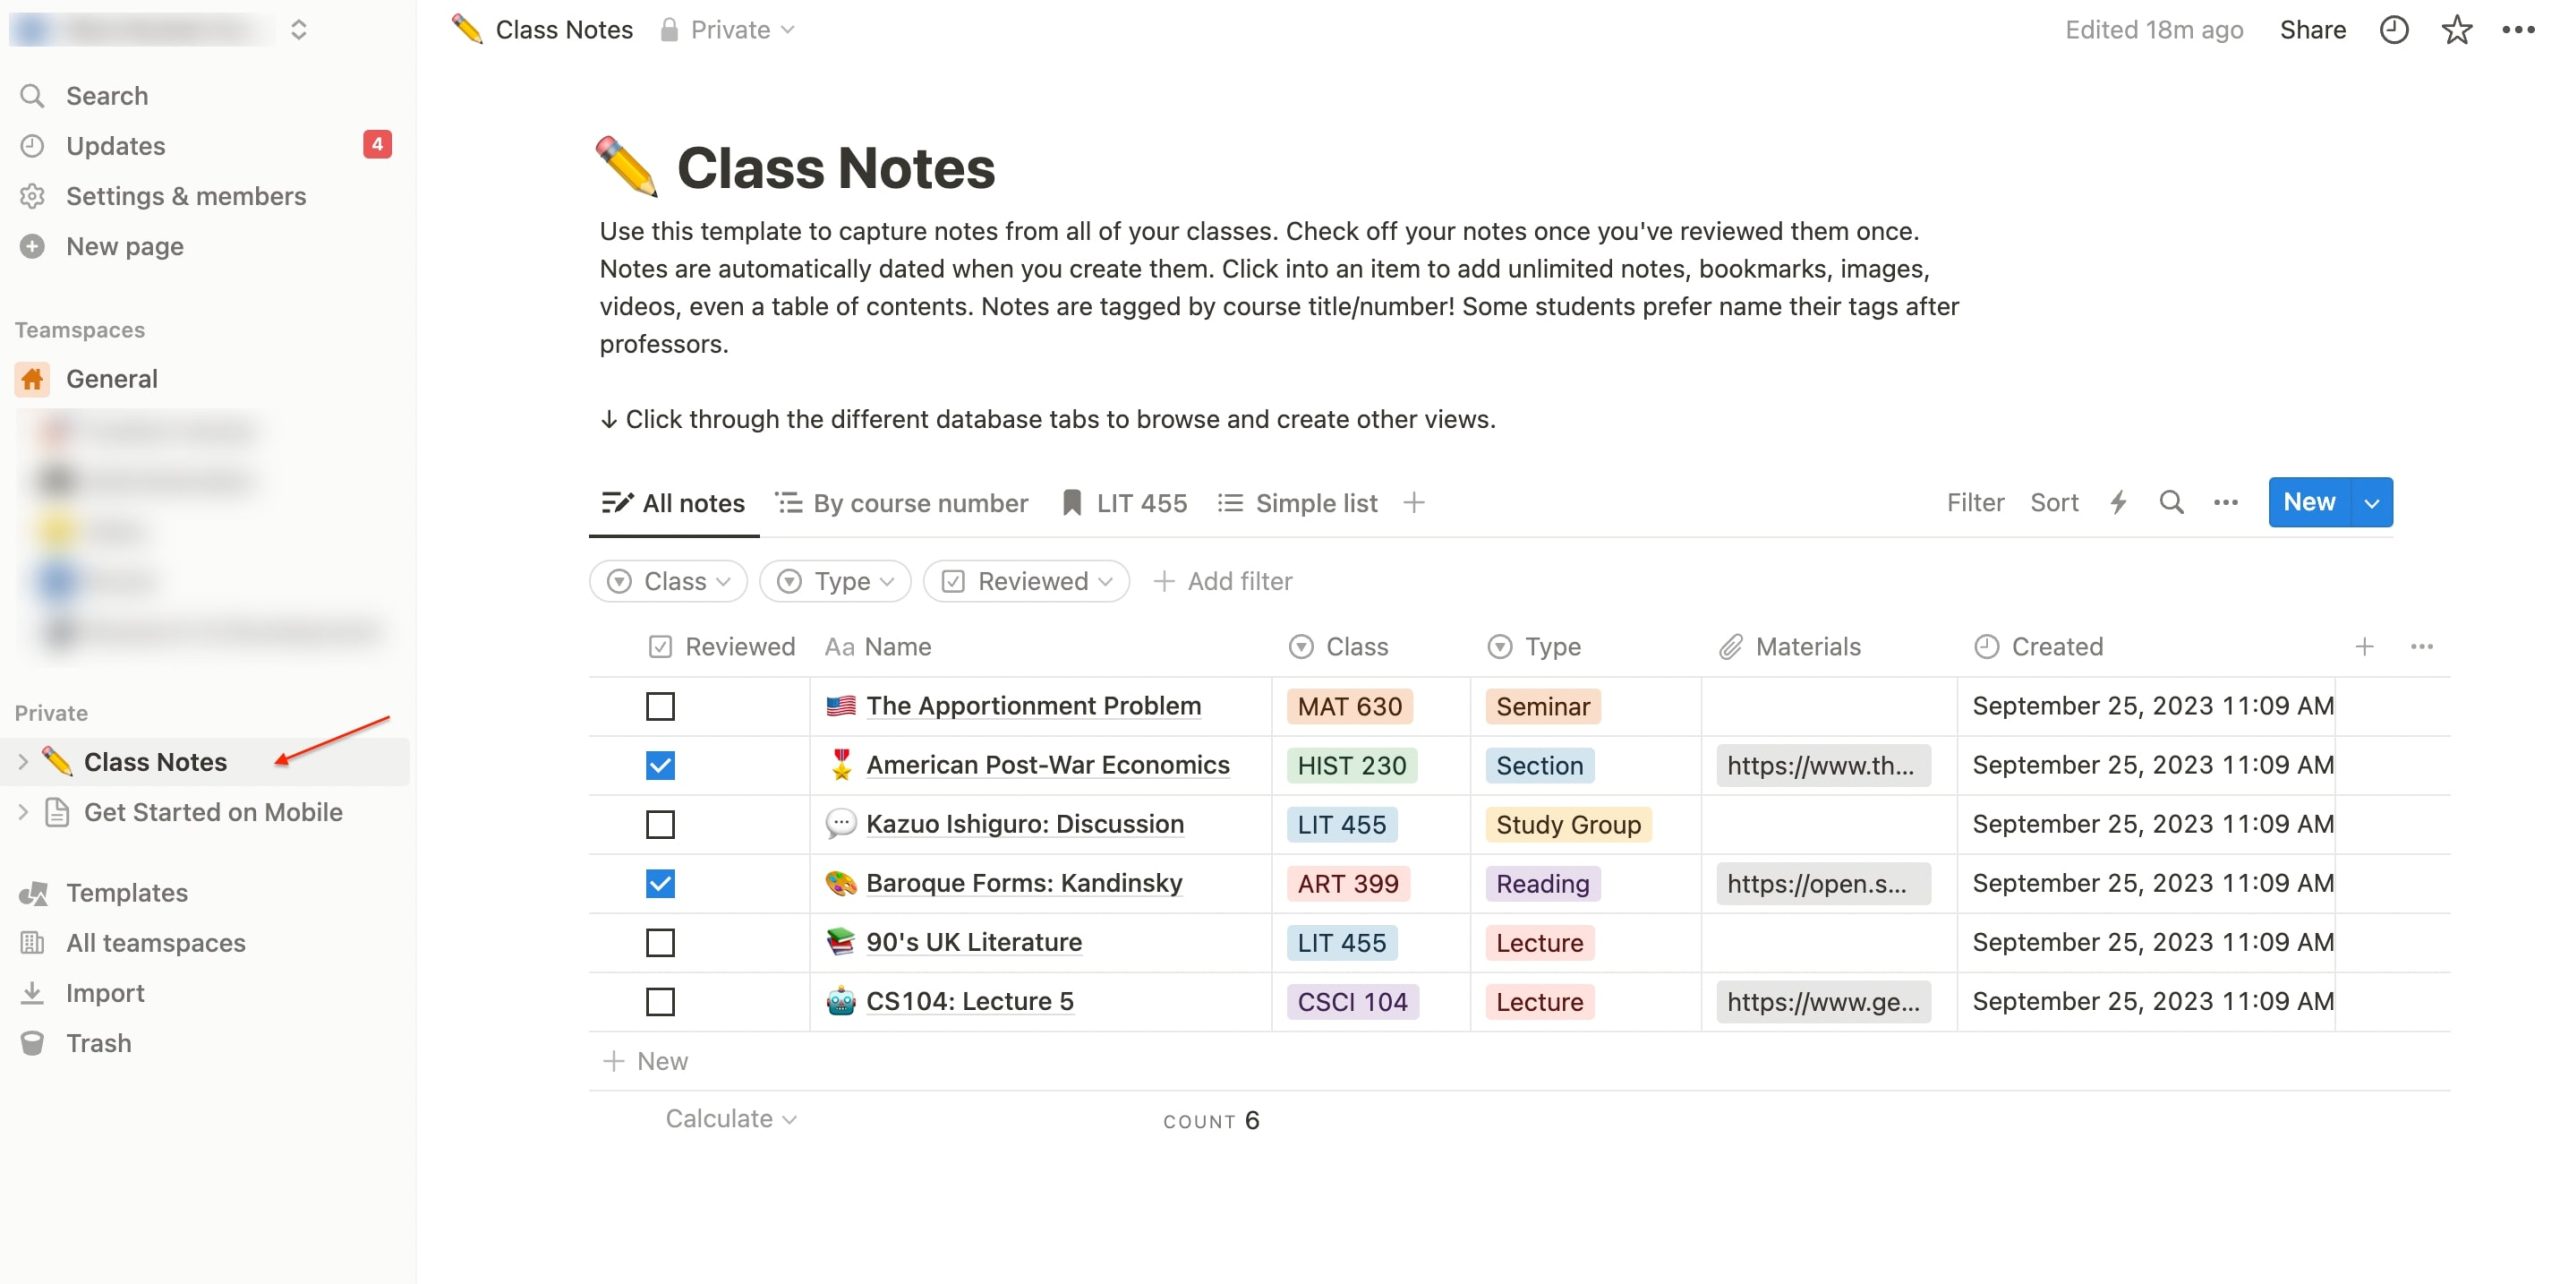 Class Notes Private
Edited 18m ago Share
Search
Updates 4
Settings & members
New page
Teamspaces
General
Private
Class Notes
Get Started on Mobile
Templates
All teamspaces
Import
Trash
Class Notes
Use this template to capture notes from all of your classes. Check off your notes once you've reviewed them once.
Notes are automatically dated when you create them. Click into an item to add unlimited notes, bookmarks, images,
videos, even a table of contents. Notes are tagged by course title/number! Some students prefer name their tags after
professors.
↓ Click through the different database tabs to browse and create other views.
All notes By course number LIT 455 Simple list Filter Sort New
Class Type Reviewed + Add filter
Reviewed Aa Name Class Type Materials Created
The Apportionment Problem MAT 630 Seminar September 25, 2023 11:09 AM
American Post-War Economics HIST 230 Section https://www.th... September 25, 2023 11:09 AM
Kazuo Ishiguro: Discussion LIT 455 Study Group September 25, 2023 11:09 AM
Baroque Forms: Kandinsky ART 399 Reading https://open.s... September 25, 2023 11:09 AM
90's UK Literature LIT 455 Lecture September 25, 2023 11:09 AM
CS104: Lecture 5 CSCI 104 Lecture https://www.ge... September 25, 2023 11:09 AM
+ New
Calculate COUNT 6